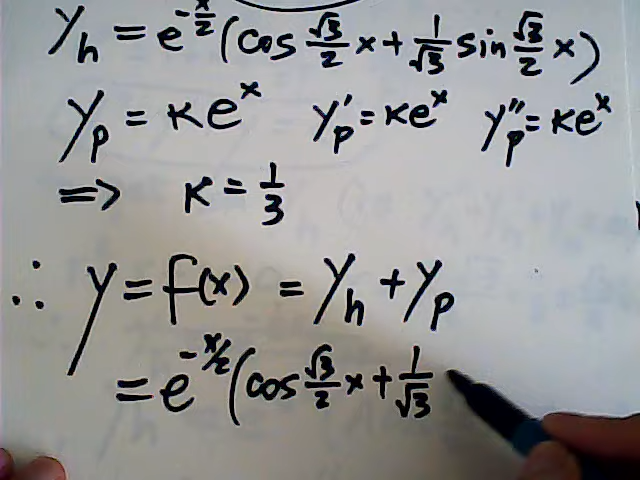 y_h = e^{-x/2}(cos √3/2 x + 1/√3 sin √3/2 x)
y_p = κe^x y_p' = κe^x y_p'' = κe^x
⇒ κ = 1/3
∴ y = f(x) = y_h + y_p
= e^{-x/2}(cos √3/2 x + 1/√3